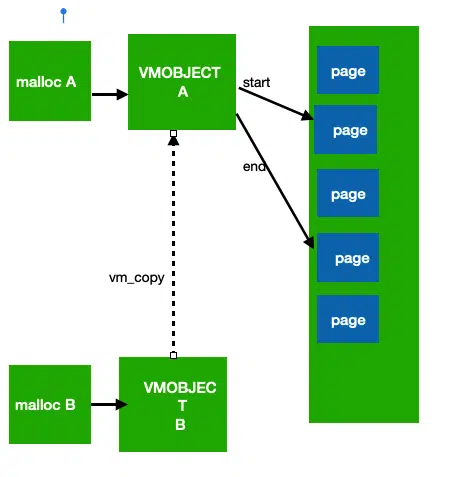 malloc A
VMOBJECT
A
start
end
page
page
page
page
page
vm_copy
malloc B
VMOBJEC
T
B